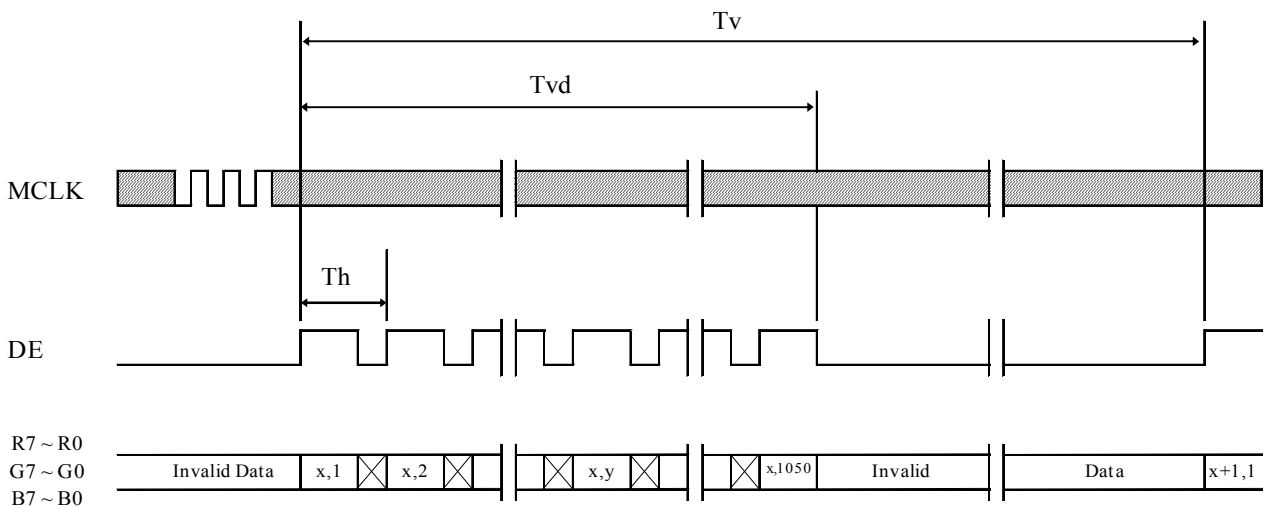 Tv
Tvd
MCLK
Th
DE
R7 ~ R0
G7 ~ G0
B7 ~ B0
Invalid Data x,1 x,2 x,y x,1050 Invalid Data x+1,1